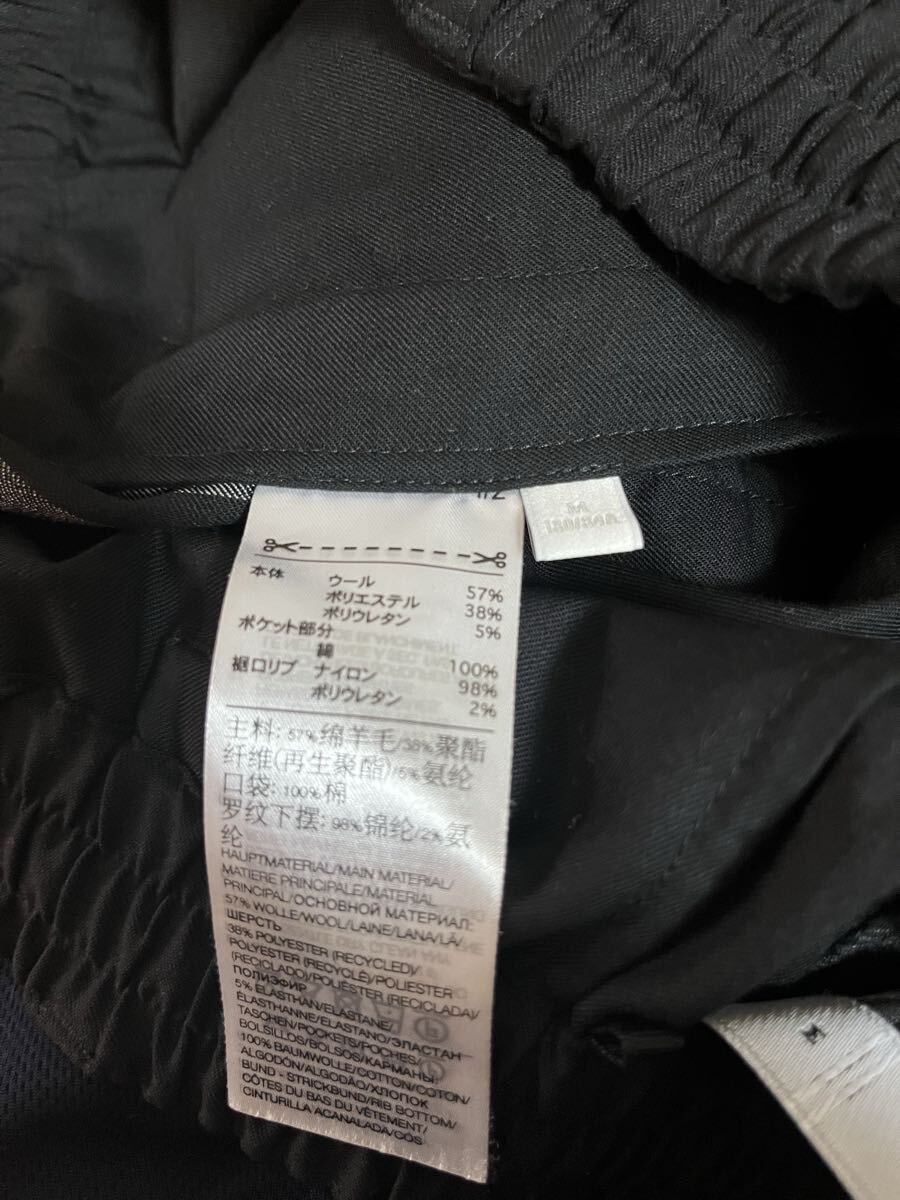 M
本体 ウール 57%
ポリエステル 38%
ポリウレタン 5%
ポケット部分
綿 100%
裾口リブ ナイロン 98%
ポリウレタン 2%
主料: 57%绵羊毛/38%聚酯
纤维(再生聚酯)/5%氨纶
口袋: 100%棉
罗纹下摆: 98%锦纶/2%氨
纶
HAUPTMATERIAL/MAIN MATERIAL/
MATIERE PRINCIPALE/MATERIAL
PRINCIPAL/ОСНОВНОЙ МАТЕРИАЛ:
57% WOLLE/WOOL/LAINE/LANA/LÃ/
ШЕРСТЬ
38% POLYESTER (RECYCLED)/
POLYESTER (RECYCLÉ)/POLIÉSTER
(RECICLADO)/POLIÉSTER (RECICLADA)/
ПОЛИЭФИР
5% ELASTHAN/ELASTANE/
ÉLASTHANNE/ELASTANO/ЭЛАСТАН
TASCHEN/POCKETS/POCHES/
BOLSILLOS/BOLSOS/КАРМАНЫ:
100% BAUMWOLLE/COTTON/COTON/
ALGODÓN/ALGODÃO/ХЛОПОК
BUND - STRICKBUND/RIB BOTTOM/
CÔTES DU BAS DU VÊTEMENT/
CINTURILLA ACANALADA/CÓS
M